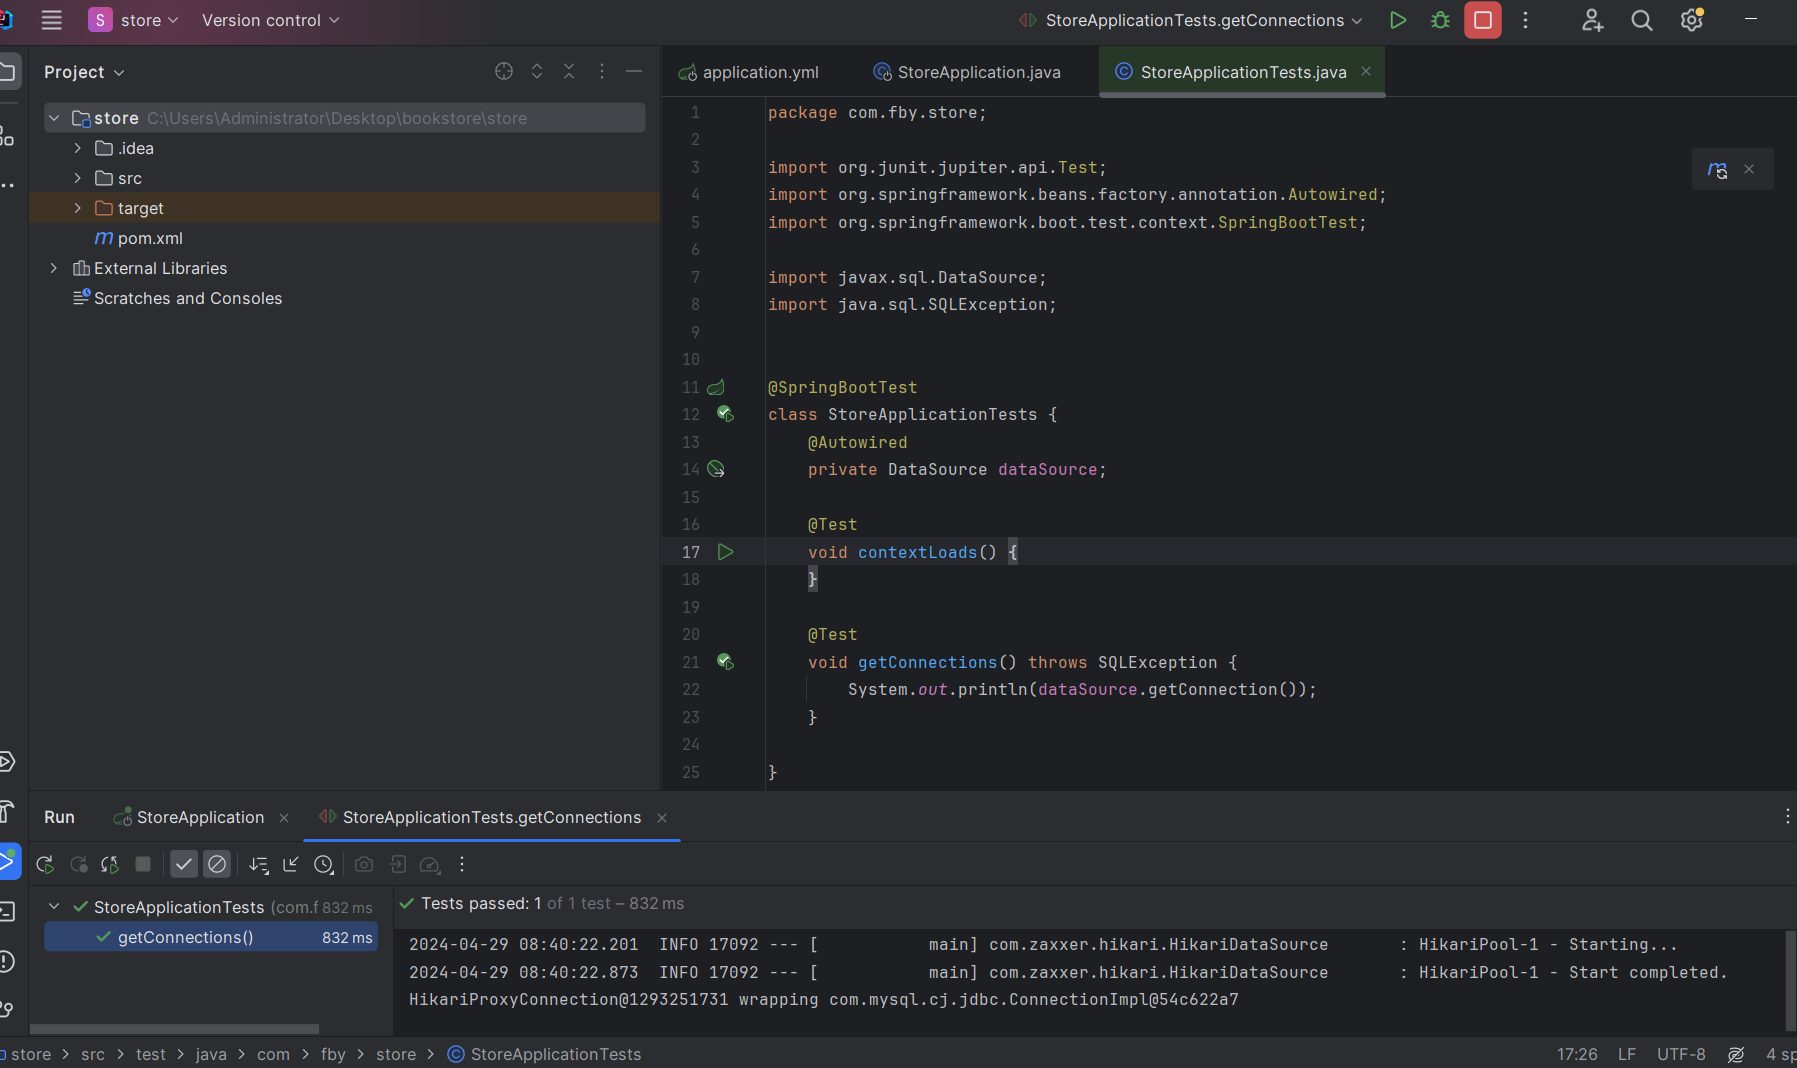 S store Version control StoreApplicationTests.getConnections
Project
application.yml StoreApplication.java StoreApplicationTests.java
store C:\Users\Administrator\Desktop\bookstore\store
.idea
src
target
m pom.xml
External Libraries
Scratches and Consoles
1 package com.fby.store;
2
3 import org.junit.jupiter.api.Test;
4 import org.springframework.beans.factory.annotation.Autowired;
5 import org.springframework.boot.test.context.SpringBootTest;
6
7 import javax.sql.DataSource;
8 import java.sql.SQLException;
9
10
11 @SpringBootTest
12 class StoreApplicationTests {
13 @Autowired
14 private DataSource dataSource;
15
16 @Test
17 void contextLoads() {
18 }
19
20 @Test
21 void getConnections() throws SQLException {
22 System.out.println(dataSource.getConnection());
23 }
24
25 }
m
Run StoreApplication StoreApplicationTests.getConnections
StoreApplicationTests (com.f 832 ms
getConnections() 832 ms
Tests passed: 1 of 1 test – 832 ms
2024-04-29 08:40:22.201 INFO 17092 --- [ main] com.zaxxer.hikari.HikariDataSource : HikariPool-1 - Starting...
2024-04-29 08:40:22.873 INFO 17092 --- [ main] com.zaxxer.hikari.HikariDataSource : HikariPool-1 - Start completed.
HikariProxyConnection@1293251731 wrapping com.mysql.cj.jdbc.ConnectionImpl@54c622a7
store > src > test > java > com > fby > store > StoreApplicationTests
17:26 LF UTF-8 4 sp